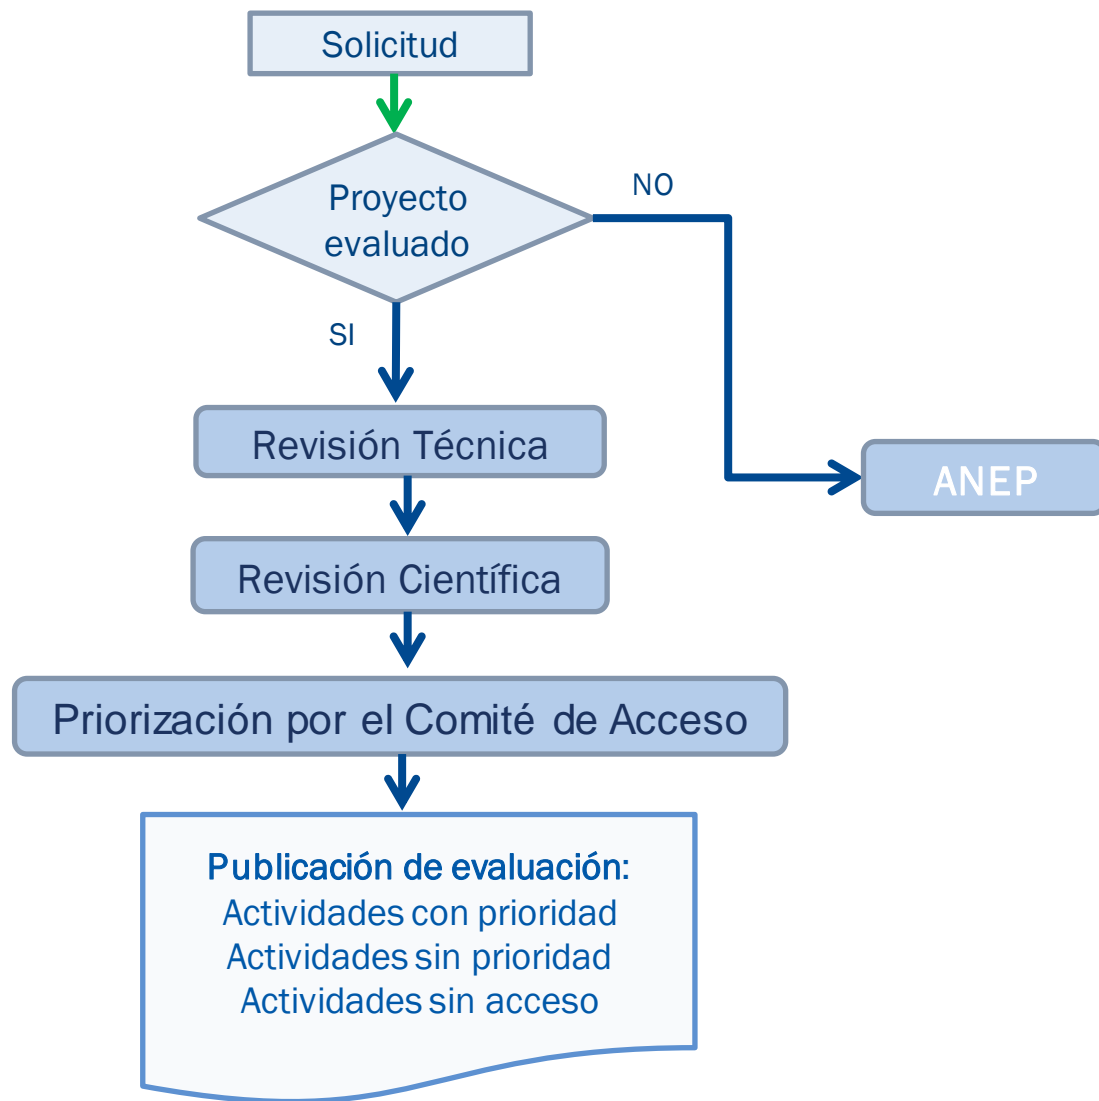 Solicitud
Proyecto
evaluado
NO
SI
Revisión Técnica
ANEP
Revisión Científica
Priorización por el Comité de Acceso
Publicación de evaluación:
Actividades con prioridad
Actividades sin prioridad
Actividades sin acceso